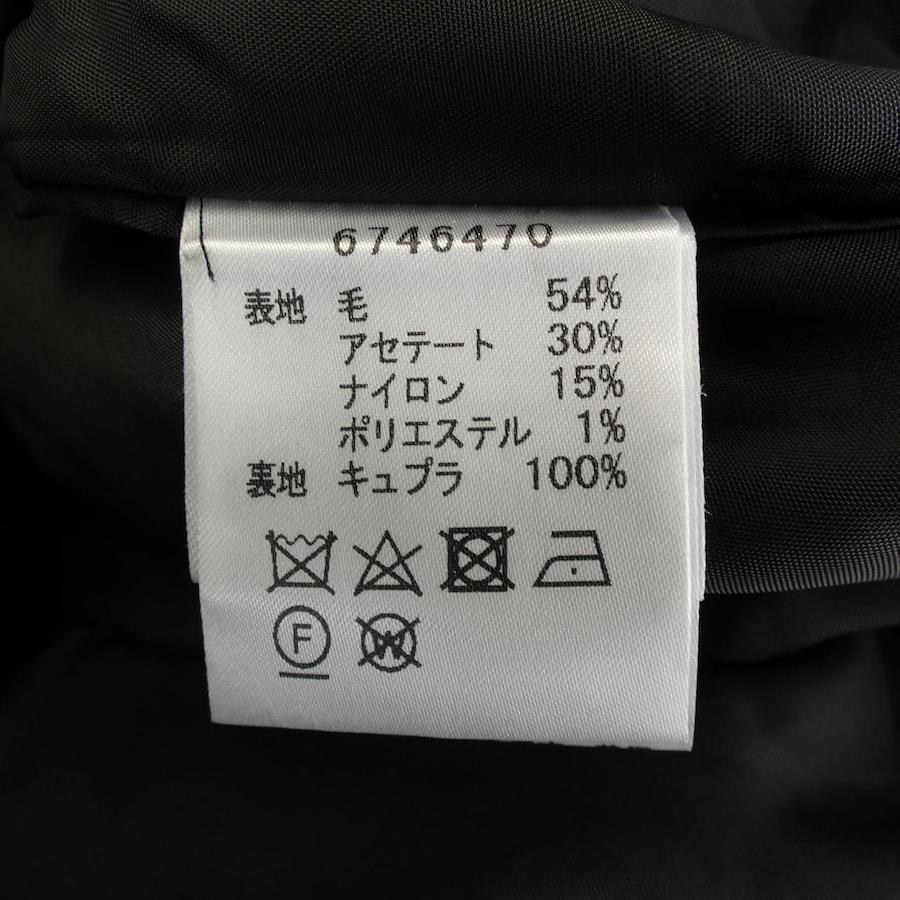 6746470
表地 毛 54%
アセテート 30%
ナイロン 15%
ポリエステル 1%
裏地 キュプラ 100%
F W